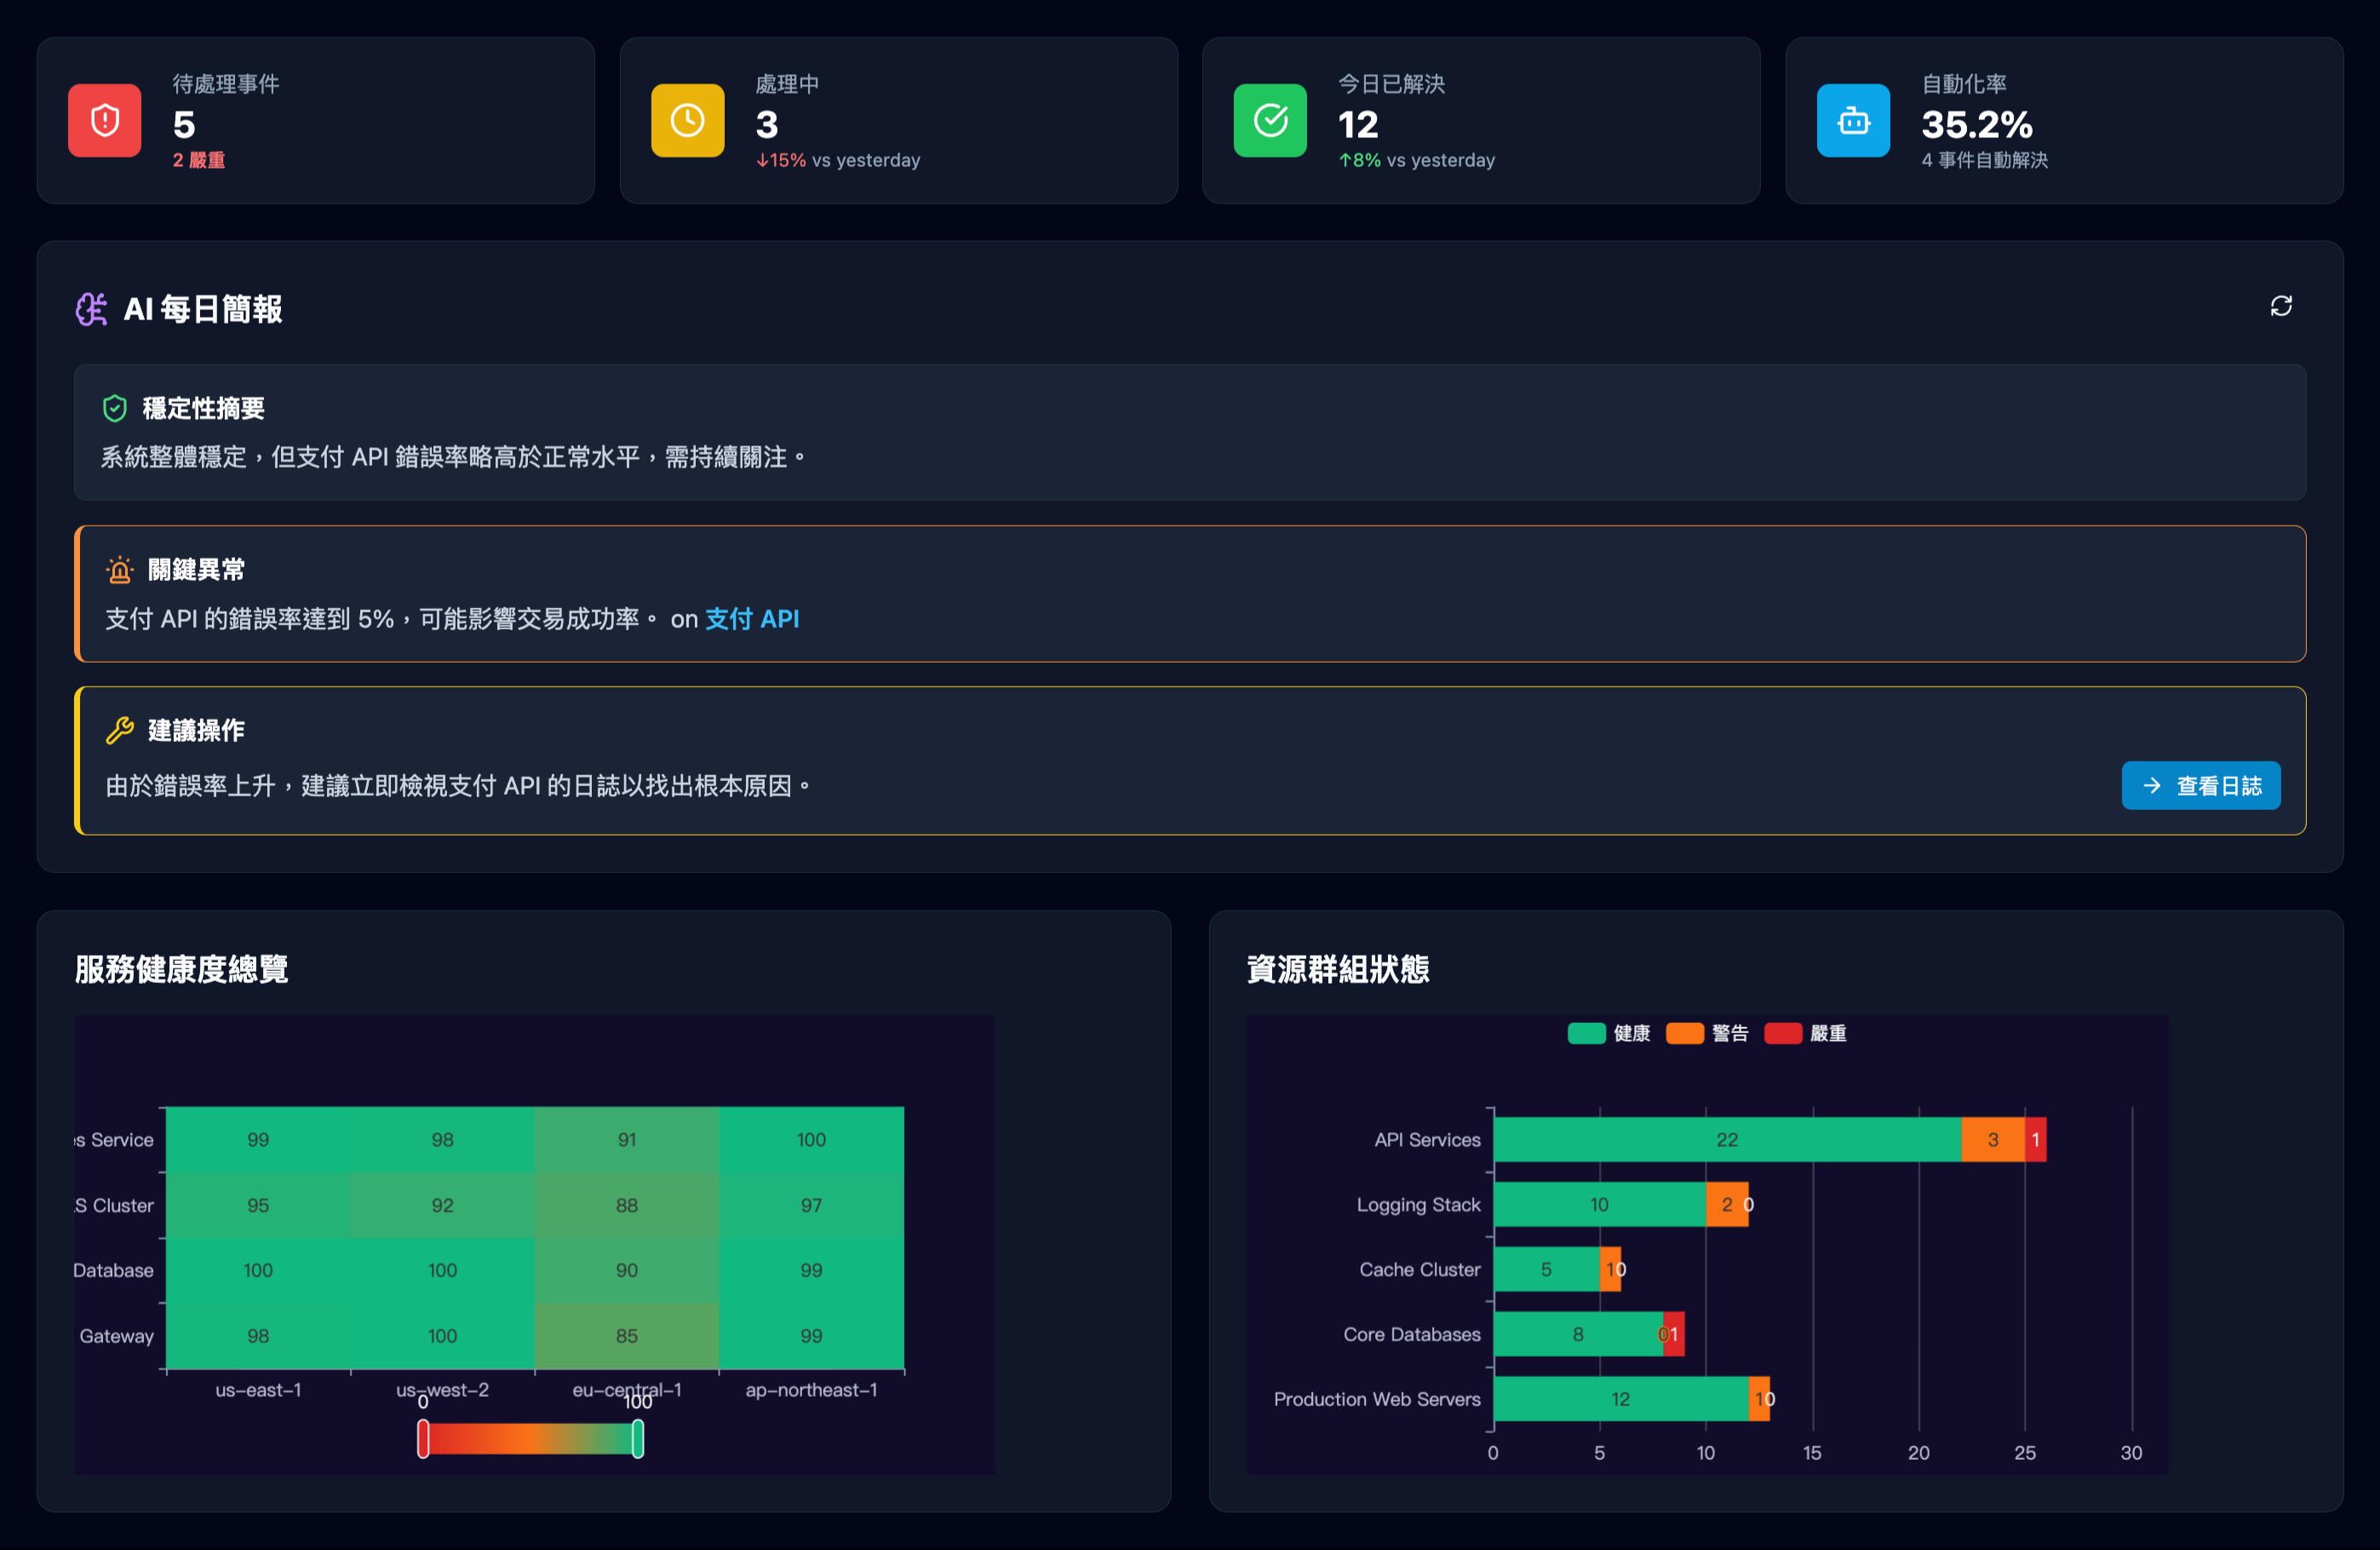 待處理事件
5
2 嚴重
處理中
3
↓15% vs yesterday
今日已解決
12
↑8% vs yesterday
自動化率
35.2%
4 事件自動解決
AI 每日簡報
穩定性摘要
系統整體穩定，但支付 API 錯誤率略高於正常水平，需持續關注。
關鍵異常
支付 API 的錯誤率達到 5%，可能影響交易成功率。 on 支付 API
建議操作
由於錯誤率上升，建議立即檢視支付 API 的日誌以找出根本原因。
查看日誌
服務健康度總覽
s Service 99 98 91 100
S Cluster 95 92 88 97
Database 100 100 90 99
Gateway 98 100 85 99
us-east-1 us-west-2 eu-central-1 ap-northeast-1
0 100
資源群組狀態
健康 警告 嚴重
API Services 22 3 1
Logging Stack 10 2 0
Cache Cluster 5 1 0
Core Databases 8 0 1
Production Web Servers 12 1 0
0 5 10 15 20 25 30